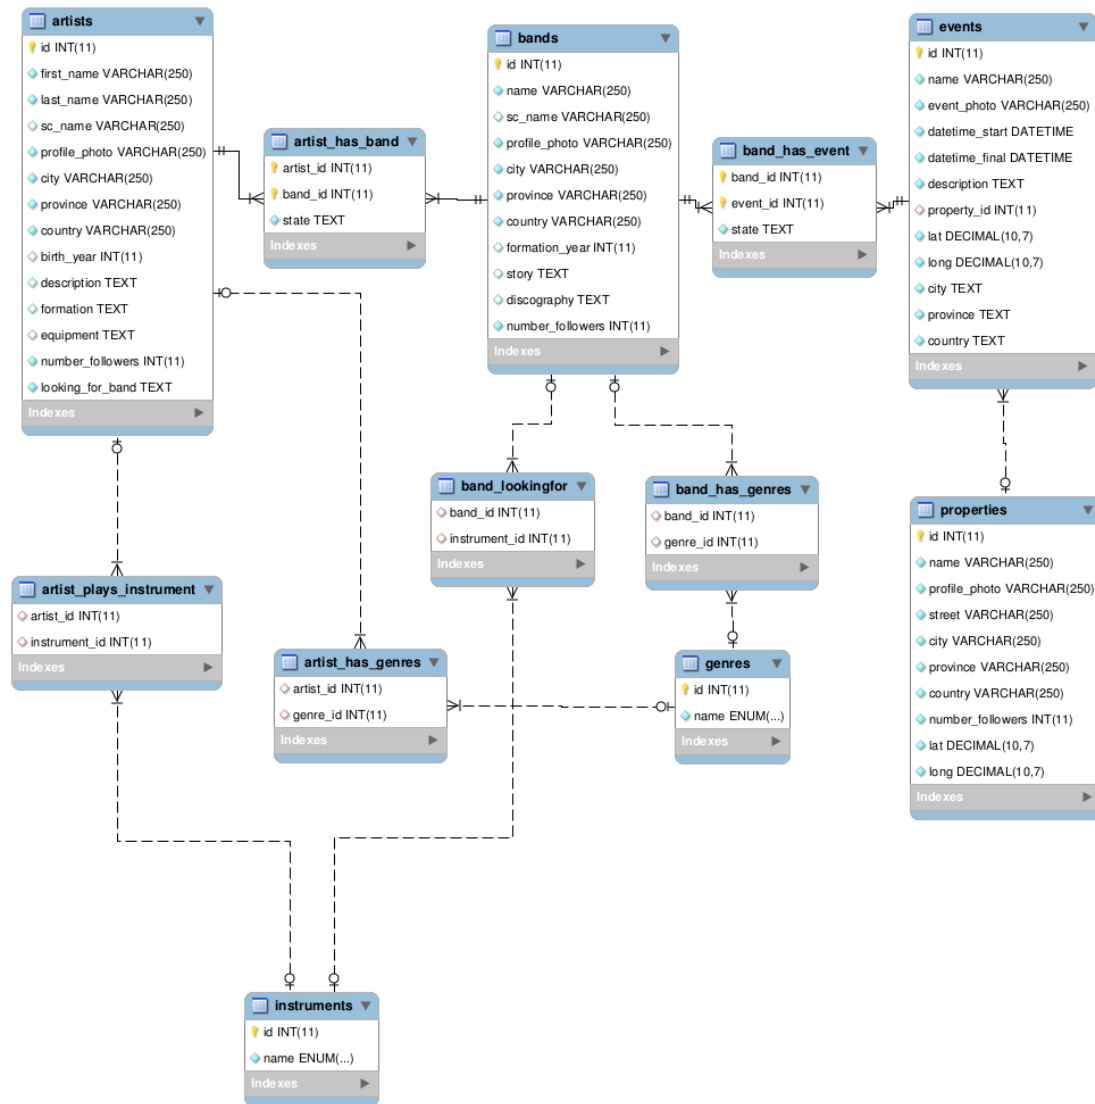 artists
id INT(11)
first_name VARCHAR(250)
last_name VARCHAR(250)
sc_name VARCHAR(250)
profile_photo VARCHAR(250)
city VARCHAR(250)
province VARCHAR(250)
country VARCHAR(250)
birth_year INT(11)
description TEXT
formation TEXT
equipment TEXT
number_followers INT(11)
looking_for_band TEXT
Indexes
artist_has_band
artist_id INT(11)
band_id INT(11)
state TEXT
Indexes
bands
id INT(11)
name VARCHAR(250)
sc_name VARCHAR(250)
profile_photo VARCHAR(250)
city VARCHAR(250)
province VARCHAR(250)
country VARCHAR(250)
formation_year INT(11)
story TEXT
discography TEXT
number_followers INT(11)
Indexes
band_has_event
band_id INT(11)
event_id INT(11)
state TEXT
Indexes
events
id INT(11)
name VARCHAR(250)
event_photo VARCHAR(250)
datetime_start DATETIME
datetime_final DATETIME
description TEXT
property_id INT(11)
lat DECIMAL(10,7)
long DECIMAL(10,7)
city TEXT
province TEXT
country TEXT
Indexes
band_lookingfor
band_id INT(11)
instrument_id INT(11)
Indexes
band_has_genres
band_id INT(11)
genre_id INT(11)
Indexes
properties
id INT(11)
name VARCHAR(250)
profile_photo VARCHAR(250)
street VARCHAR(250)
city VARCHAR(250)
province VARCHAR(250)
country VARCHAR(250)
number_followers INT(11)
lat DECIMAL(10,7)
long DECIMAL(10,7)
Indexes
artist_plays_instrument
artist_id INT(11)
instrument_id INT(11)
Indexes
artist_has_genres
artist_id INT(11)
genre_id INT(11)
Indexes
genres
id INT(11)
name ENUM(...)
Indexes
instruments
id INT(11)
name ENUM(...)
Indexes